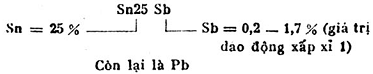 Sn25 Sb
Sn = 25 % Sb = 0,2 — 1,7 % (giá trị
dao động xấp xỉ 1)
Còn lại là Pb